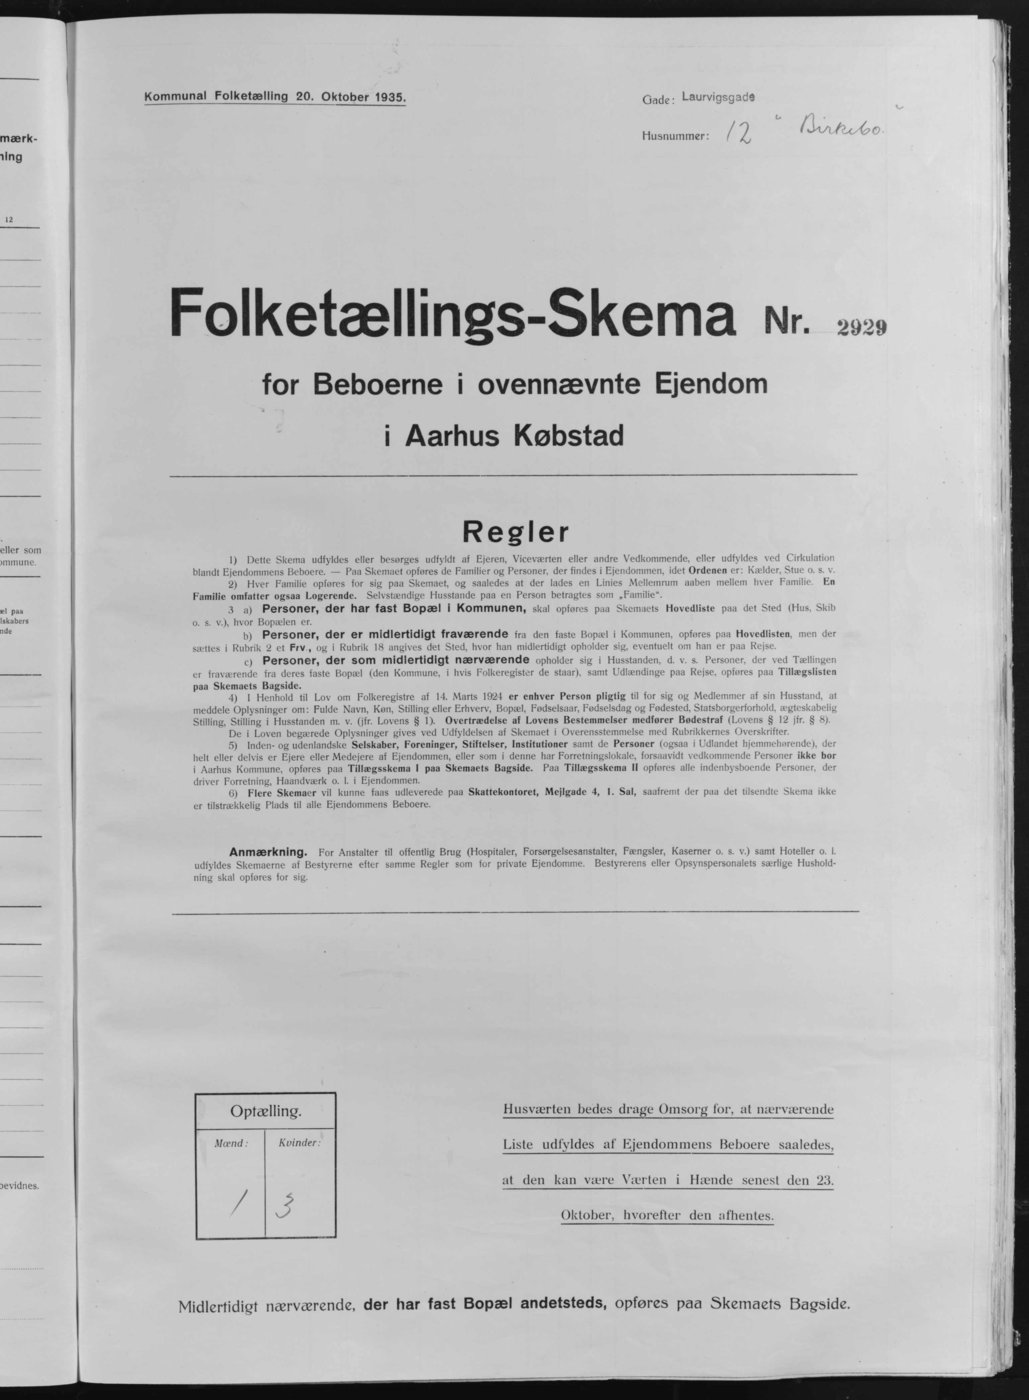 mærk-
ning
12
eller som
ommune.
æl paa
lskabers
nde
bevidnes.
Kommunal Folketælling 20. Oktober 1935.
Gade: Laurvigsgade
Husnummer: 12 " Birkebo. "
Folketællings-Skema Nr. 2929
for Beboerne i ovennævnte Ejendom
i Aarhus Købstad
Regler
1) Dette Skema udfyldes eller besørges udfyldt af Ejeren, Viceværten eller andre Vedkommende, eller udfyldes ved Cirkulation
blandt Ejendommens Beboere. — Paa Skemaet opføres de Familier og Personer, der findes i Ejendommen, idet Ordenen er: Kælder, Stue o. s. v.
2) Hver Familie opføres for sig paa Skemaet, og saaledes at der lades en Linies Mellemrum aaben mellem hver Familie. En
Familie omfatter ogsaa Logerende. Selvstændige Husstande paa en Person betragtes som „Familie".
3 a) Personer, der har fast Bopæl i Kommunen, skal opføres paa Skemaets Hovedliste paa det Sted (Hus, Skib
o. s. v.), hvor Bopælen er.
b) Personer, der er midlertidigt fraværende fra den faste Bopæl i Kommunen, opføres paa Hovedlisten, men der
sættes i Rubrik 2 et Frv., og i Rubrik 18 angives det Sted, hvor han midlertidigt opholder sig, eventuelt om han er paa Rejse.
c) Personer, der som midlertidigt nærværende opholder sig i Husstanden, d. v. s. Personer, der ved Tællingen
er fraværende fra deres faste Bopæl (den Kommune, i hvis Folkeregister de staar), samt Udlændinge paa Rejse, opføres paa Tillægslisten
paa Skemaets Bagside.
4) I Henhold til Lov om Folkeregistre af 14. Marts 1924 er enhver Person pligtig til for sig og Medlemmer af sin Husstand, at
meddele Oplysninger om: Fulde Navn, Køn, Stilling eller Erhverv, Bopæl, Fødselsaar, Fødselsdag og Fødested, Statsborgerforhold, ægteskabelig
Stilling, Stilling i Husstanden m. v. (jfr. Lovens § 1). Overtrædelse af Lovens Bestemmelser medfører Bødestraf (Lovens § 12 jfr. § 8).
De i Loven begærede Oplysninger gives ved Udfyldelsen af Skemaet i Overensstemmelse med Rubrikkernes Overskrifter.
5) Inden- og udenlandske Selskaber, Foreninger, Stiftelser, Institutioner samt de Personer (ogsaa i Udlandet hjemmehørende), der
helt eller delvis er Ejere eller Medejere af Ejendommen, eller som i denne har Forretningslokale, forsaavidt vedkommende Personer ikke bor
i Aarhus Kommune, opføres paa Tillægsskema I paa Skemaets Bagside. Paa Tillægsskema II opføres alle indenbysboende Personer, der
driver Forretning, Haandværk o. l. i Ejendommen.
6) Flere Skemaer vil kunne faas udleverede paa Skattekontoret, Mejlgade 4, 1. Sal, saafremt der paa det tilsendte Skema ikke
er tilstrækkelig Plads til alle Ejendommens Beboere.
Anmærkning. For Anstalter til offentlig Brug (Hospitaler, Forsørgelsesanstalter, Fængsler, Kaserner o. s. v.) samt Hoteller o. l.
udfyldes Skemaerne af Bestyrerne efter samme Regler som for private Ejendomme. Bestyrerens eller Opsynspersonalets særlige Hushold-
ning skal opføres for sig.
Optælling.
Mænd: Kvinder:
1 3
Husværten bedes drage Omsorg for, at nærværende
Liste udfyldes af Ejendommens Beboere saaledes,
at den kan være Værten i Hænde senest den 23.
Oktober, hvorefter den afhentes.
Midlertidigt nærværende, der har fast Bopæl andetsteds, opføres paa Skemaets Bagside.